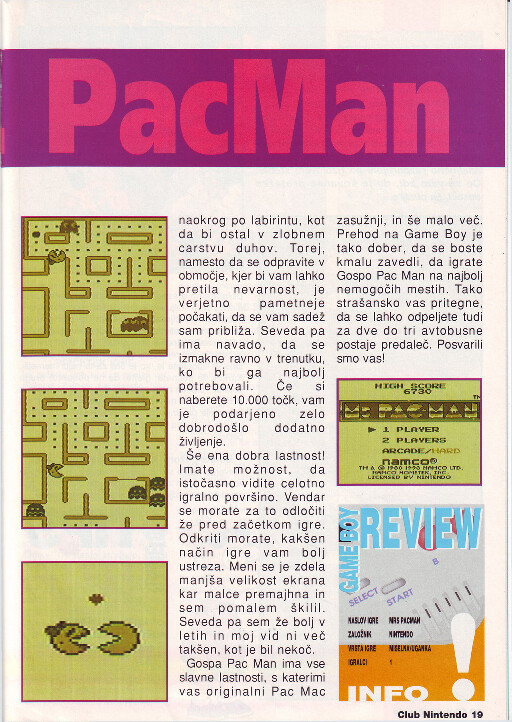 PacMan
naokrog po labirintu, kot
da bi ostal v zlobnem
carstvu duhov. Torej,
namesto da se odpravite v
območje, kjer bi vam lahko
pretila nevarnost, je
verjetno pametneje
počakati, da se vam sadež
sam približa. Seveda pa
ima navado, da se
izmakne ravno v trenutku,
ko bi ga najbolj
potrebovali. Če si
naberete 10.000 točk, vam
je podarjeno zelo
dobrodošlo dodatno
življenje.
Še ena dobra lastnost!
Imate možnost, da
istočasno vidite celotno
igralno površino. Vendar
se morate za to odločiti
že pred začetkom igre.
Odkriti morate, kakšen
način igre vam bolj
ustreza. Meni se je zdela
manjša velikost ekrana
kar malce premajhna in
sem pomalem škilil.
Seveda pa sem že bolj v
letih in moj vid ni več
takšen, kot je bil nekoč.
Gospa Pac Man ima vse
slavne lastnosti, s katerimi
vas originalni Pac Mac
zasužnji, in še malo več.
Prehod na Game Boy je
tako dober, da se boste
kmalu zavedli, da igrate
Gospo Pac Man na najbolj
nemogočih mestih. Tako
strašansko vas pritegne,
da se lahko odpeljete tudi
za dve do tri avtobusne
postaje predaleč. Posvarili
smo vas!
HIGH SCORE
6730
MS PAC-MAN
TM
1 PLAYER
2 PLAYERS
ARCADE/HARD
namco®
TM & © 1980 1990 NAMCO LTD.
NAMCO HOMETEK, INC.
LICENSED BY NINTENDO
GAME BOY
REVIEW
B
SELECT
START
NASLOV IGRE MRS PACMAN
ZALOŽNIK NINTENDO
VRSTA IGRE MISELNA/UGANKA
IGRALCI 1
INFO !
Club Nintendo 19